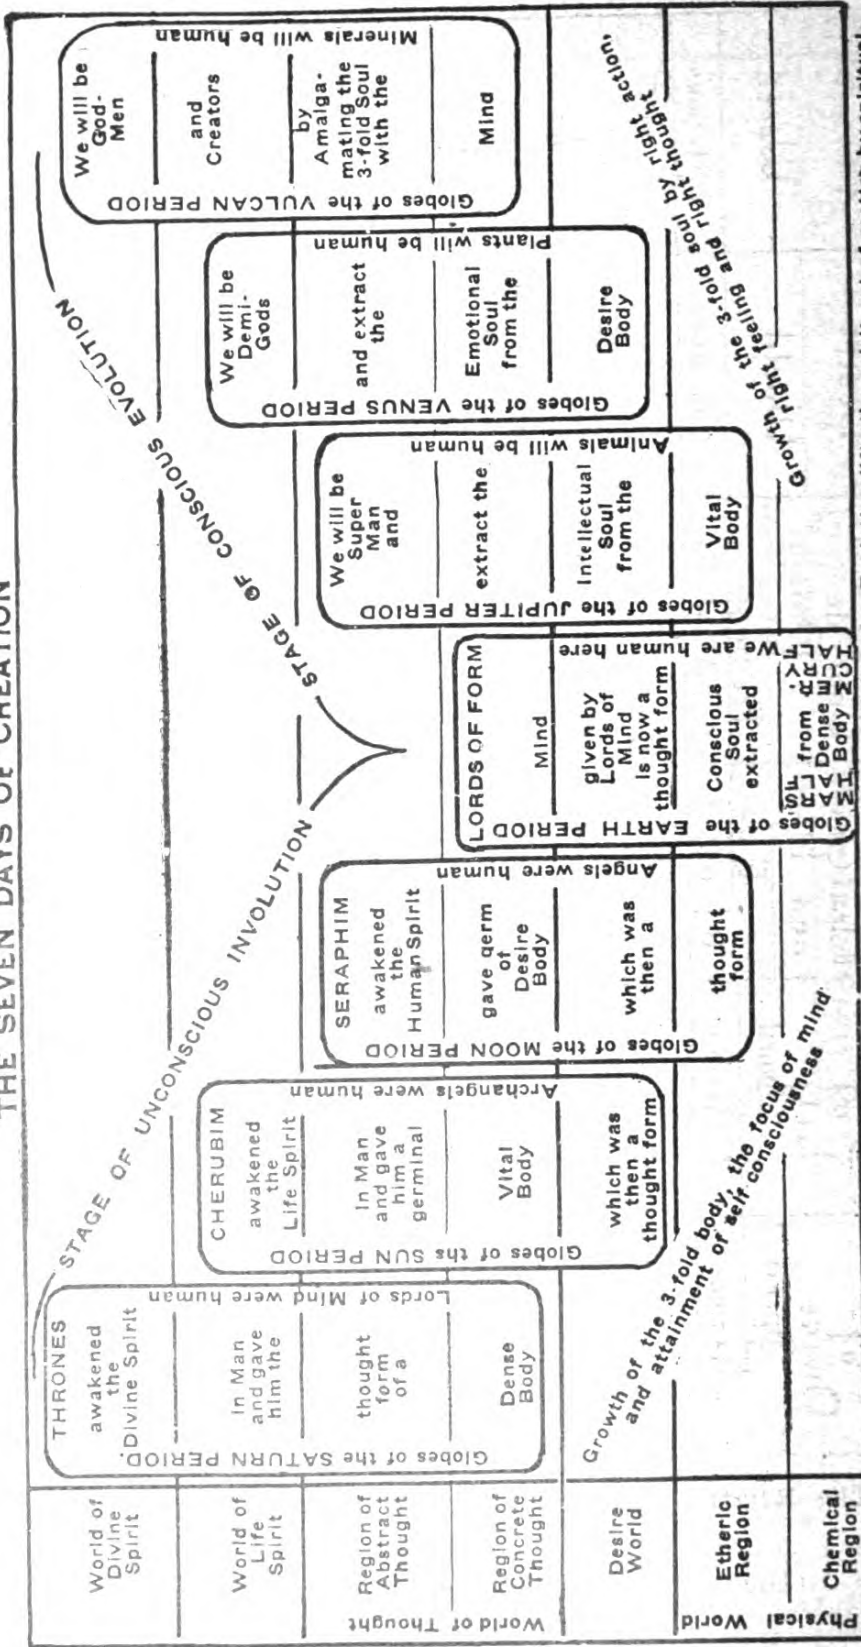 THE SEVEN DAYS OF CREATION
STAGE OF UNCONSCIOUS INVOLUTION
STAGE OF CONSCIOUS EVOLUTION
World of
Divine
Spirit
World of
Life
Spirit
World of Thought
Region of
Abstract
Thought
Region of
Concrete
Thought
Desire
World
Physical World
Etheric
Region
Chemical
Region
Globes of the SATURN PERIOD.
THRONES
awakened
the
Divine Spirit
In Man
and gave
him the
thought
form
of a
Dense
Body
Lords of Mind were human
Globes of ths SUN PERIOD
CHERUBIM
awakened
the
Life Spirit
In Man
and gave
him a
germinal
Vital
Body
which was
then a
thought form
Archangels were human
Globes of the MOON PERIOD
SERAPHIM
awakened
the
Human Spirit
gave qerm
of
Desire
Body
which was
then a
thought
form
Angels were human
Globes of the EARTH PERIOD
LORDS OF FORM
Mind
given by
Lords of
Mind
is now a
thought form
Conscious
Soul
extracted
from
Dense
Body
MARS
HALF
MER-
CURY
HALF
We are human here
Globes of the JUPITER PERIOD
We will be
Super
Man
and
extract the
Intellectual
Soul
from the
Vital
Body
Animals will be human
Globes of the VENUS PERIOD
We will be
Demi-
Gods
and extract
the
Emotional
Soul
from the
Desire
Body
Plants will be human
Globes of the VULCAN PERIOD
We will be
God-
Men
and
Creators
by
Amalga-
mating the
3-fold Soul
with the
Mind
Minerals will be human
Growth of the 3-fold body, the focus of mind
and attainment of self consciousness
Growth of the 3-fold soul by right action,
right feeling and right thought